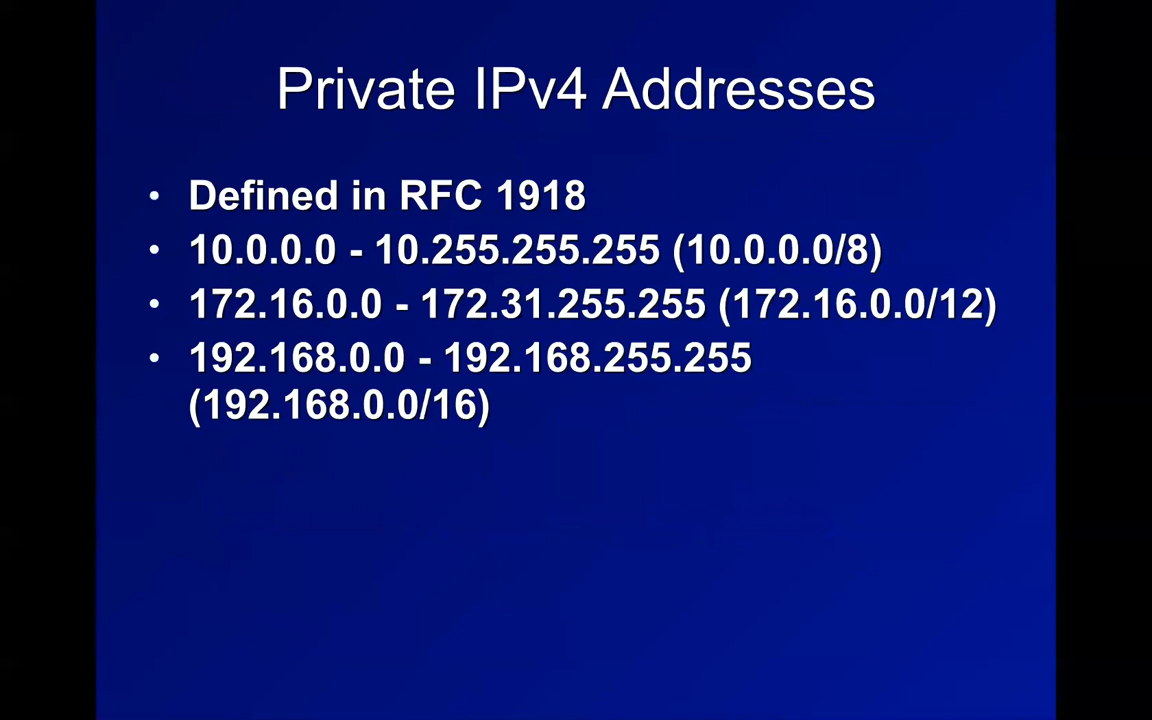 Private IPv4 Addresses
• Defined in RFC 1918
• 10.0.0.0 - 10.255.255.255 (10.0.0.0/8)
• 172.16.0.0 - 172.31.255.255 (172.16.0.0/12)
• 192.168.0.0 - 192.168.255.255
(192.168.0.0/16)